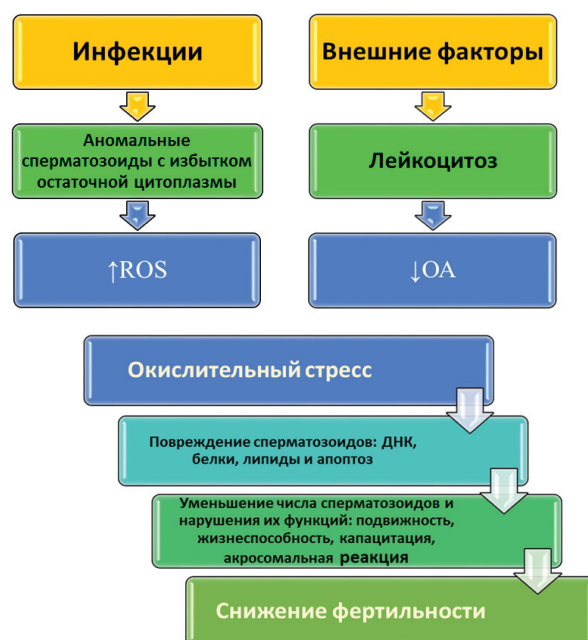 Инфекции
Внешние факторы
Аномальные
сперматозоиды с избытком
остаточной цитоплазмы
Лейкоцитоз
↑ROS
↓OA
Окислительный стресс
Повреждение сперматозоидов: ДНК,
белки, липиды и апоптоз
Уменьшение числа сперматозоидов и
нарушения их функций: подвижность,
жизнеспособность, капацитация,
акросомальная реакция
Снижение фертильности